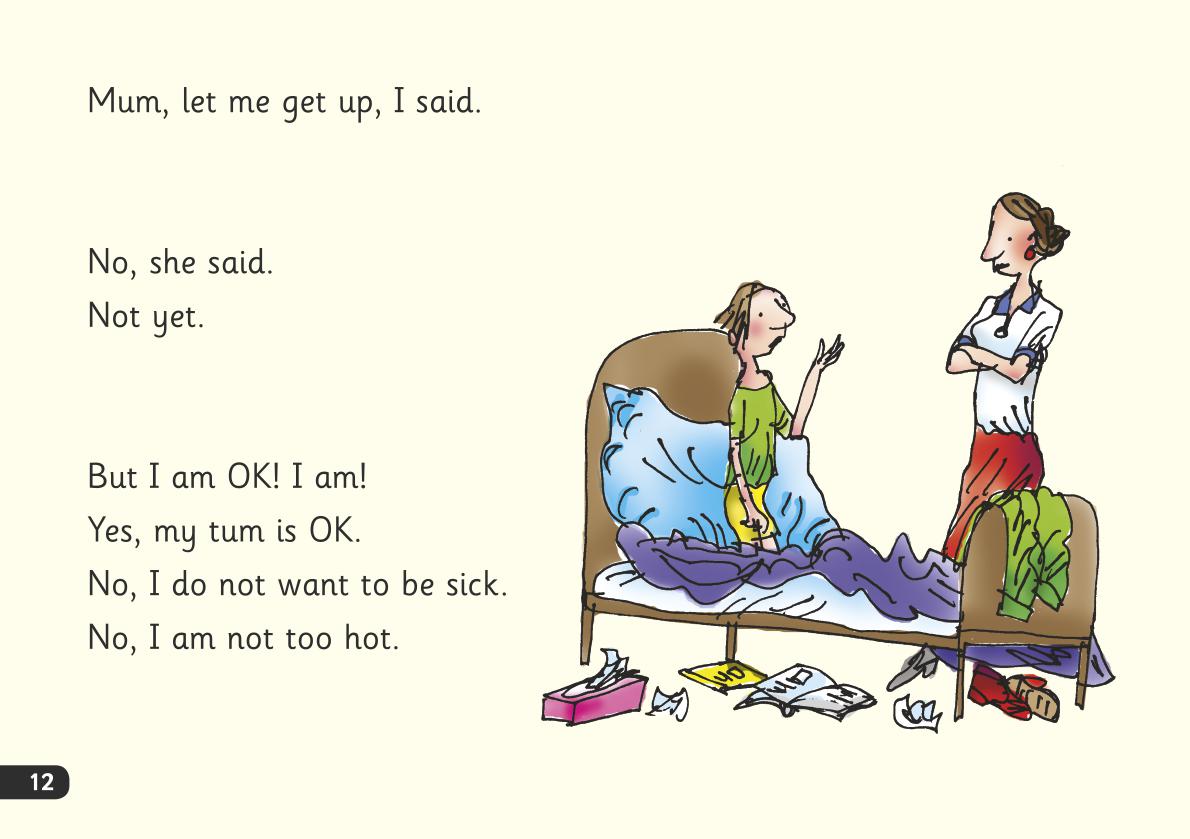 Mum, let me get up, I said.
No, she said.
Not yet.
But I am OK! I am!
Yes, my tum is OK.
No, I do not want to be sick.
No, I am not too hot.
12